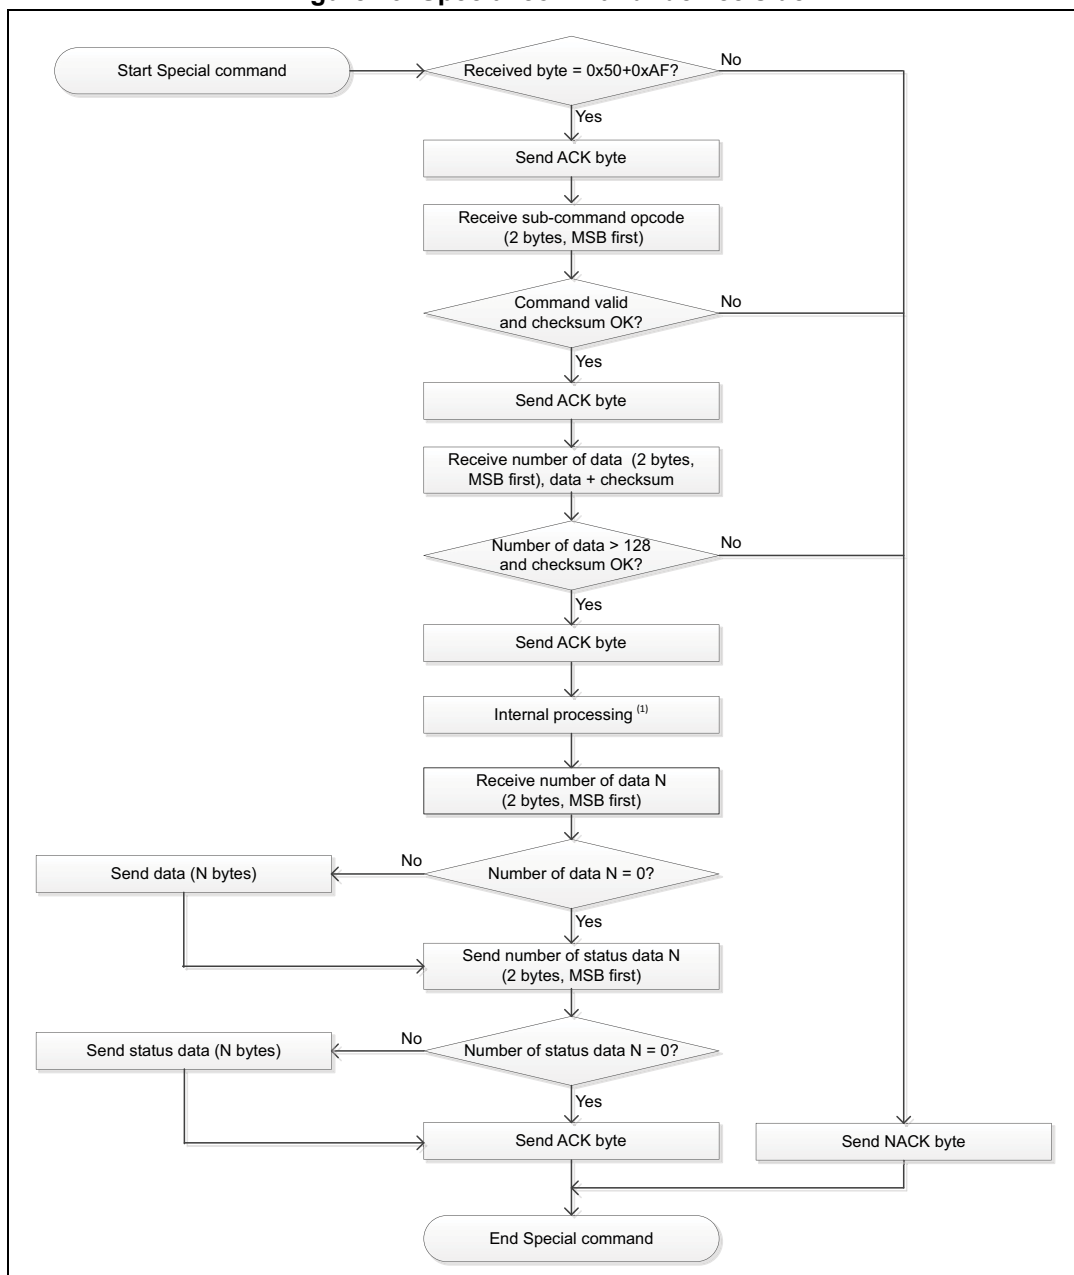 Start Special command
Received byte = 0x50+0xAF?
No
Yes
Send ACK byte
Receive sub-command opcode
(2 bytes, MSB first)
Command valid
and checksum OK?
No
Yes
Send ACK byte
Receive number of data (2 bytes,
MSB first), data + checksum
Number of data > 128
and checksum OK?
No
Yes
Send ACK byte
Internal processing (1)
Receive number of data N
(2 bytes, MSB first)
Send data (N bytes)
No
Number of data N = 0?
Yes
Send number of status data N
(2 bytes, MSB first)
Send status data (N bytes)
No
Number of status data N = 0?
Yes
Send ACK byte
Send NACK byte
End Special command